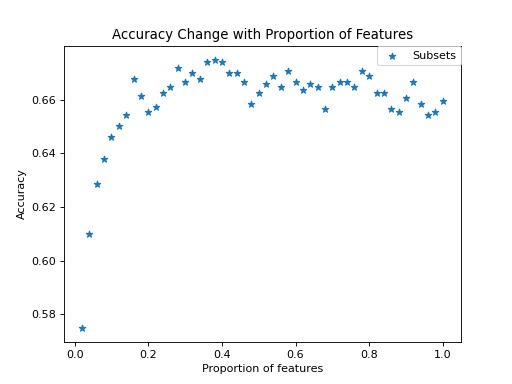 Accuracy Change with Proportion of Features
Subsets
Accuracy
0.66
0.64
0.62
0.60
0.58
0.0 0.2 0.4 0.6 0.8 1.0
Proportion of features